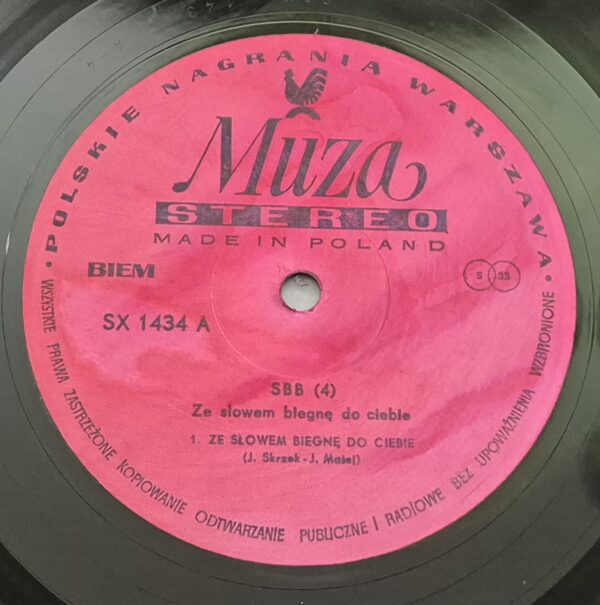 • POLSKIE NAGRANIA WARSZAWA •
Muza
STEREO
MADE IN POLAND
BIEM
S 33
SX 1434 A
SBB (4)
Ze słowem biegnę do ciebie
1. ZE SŁOWEM BIEGNĘ DO CIEBIE
(J. Skrzek - J. Matej)
WSZYSTKIE PRAWA ZASTRZEŻONE KOPIOWANIE ODTWARZANIE PUBLICZNE I RADIOWE BEZ UPOWAŻNIENIA WZBRONIONE